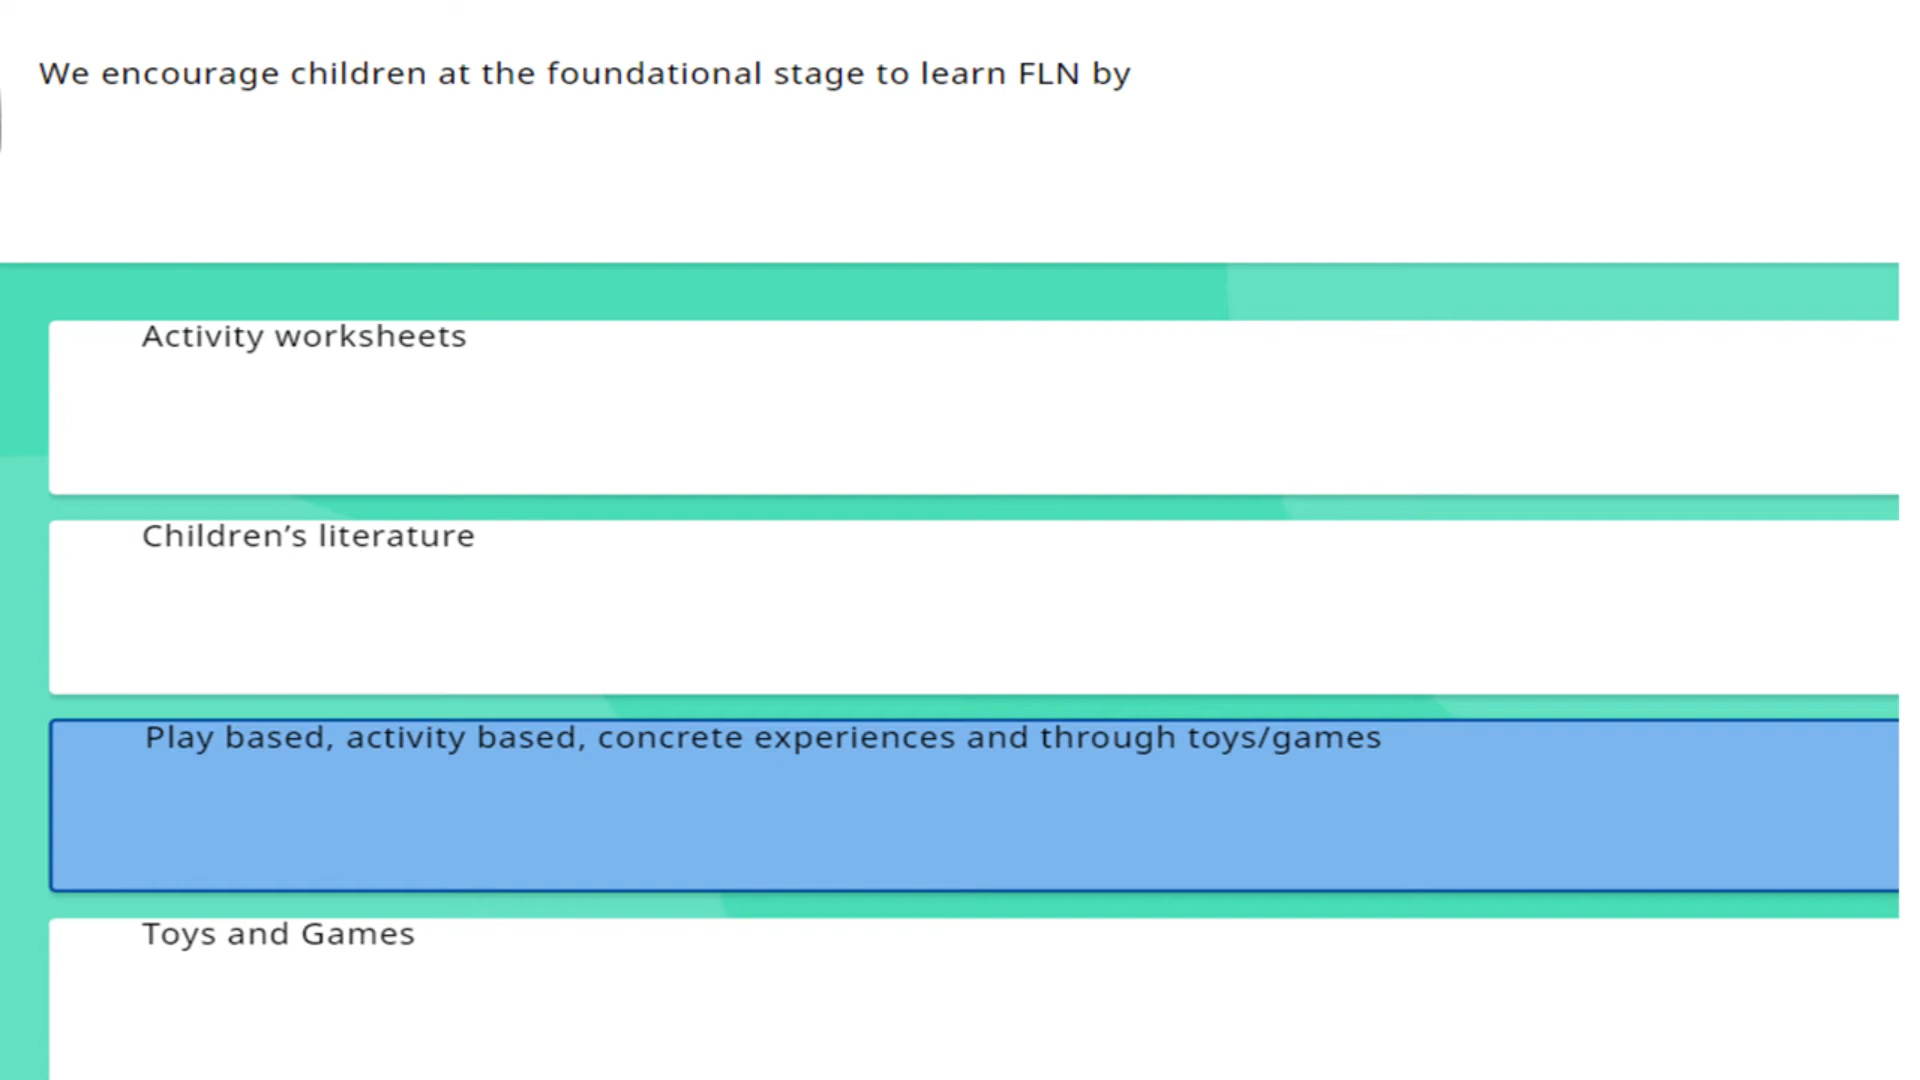 We encourage children at the foundational stage to learn FLN by
Activity worksheets
Children’s literature
Play based, activity based, concrete experiences and through toys/games
Toys and Games